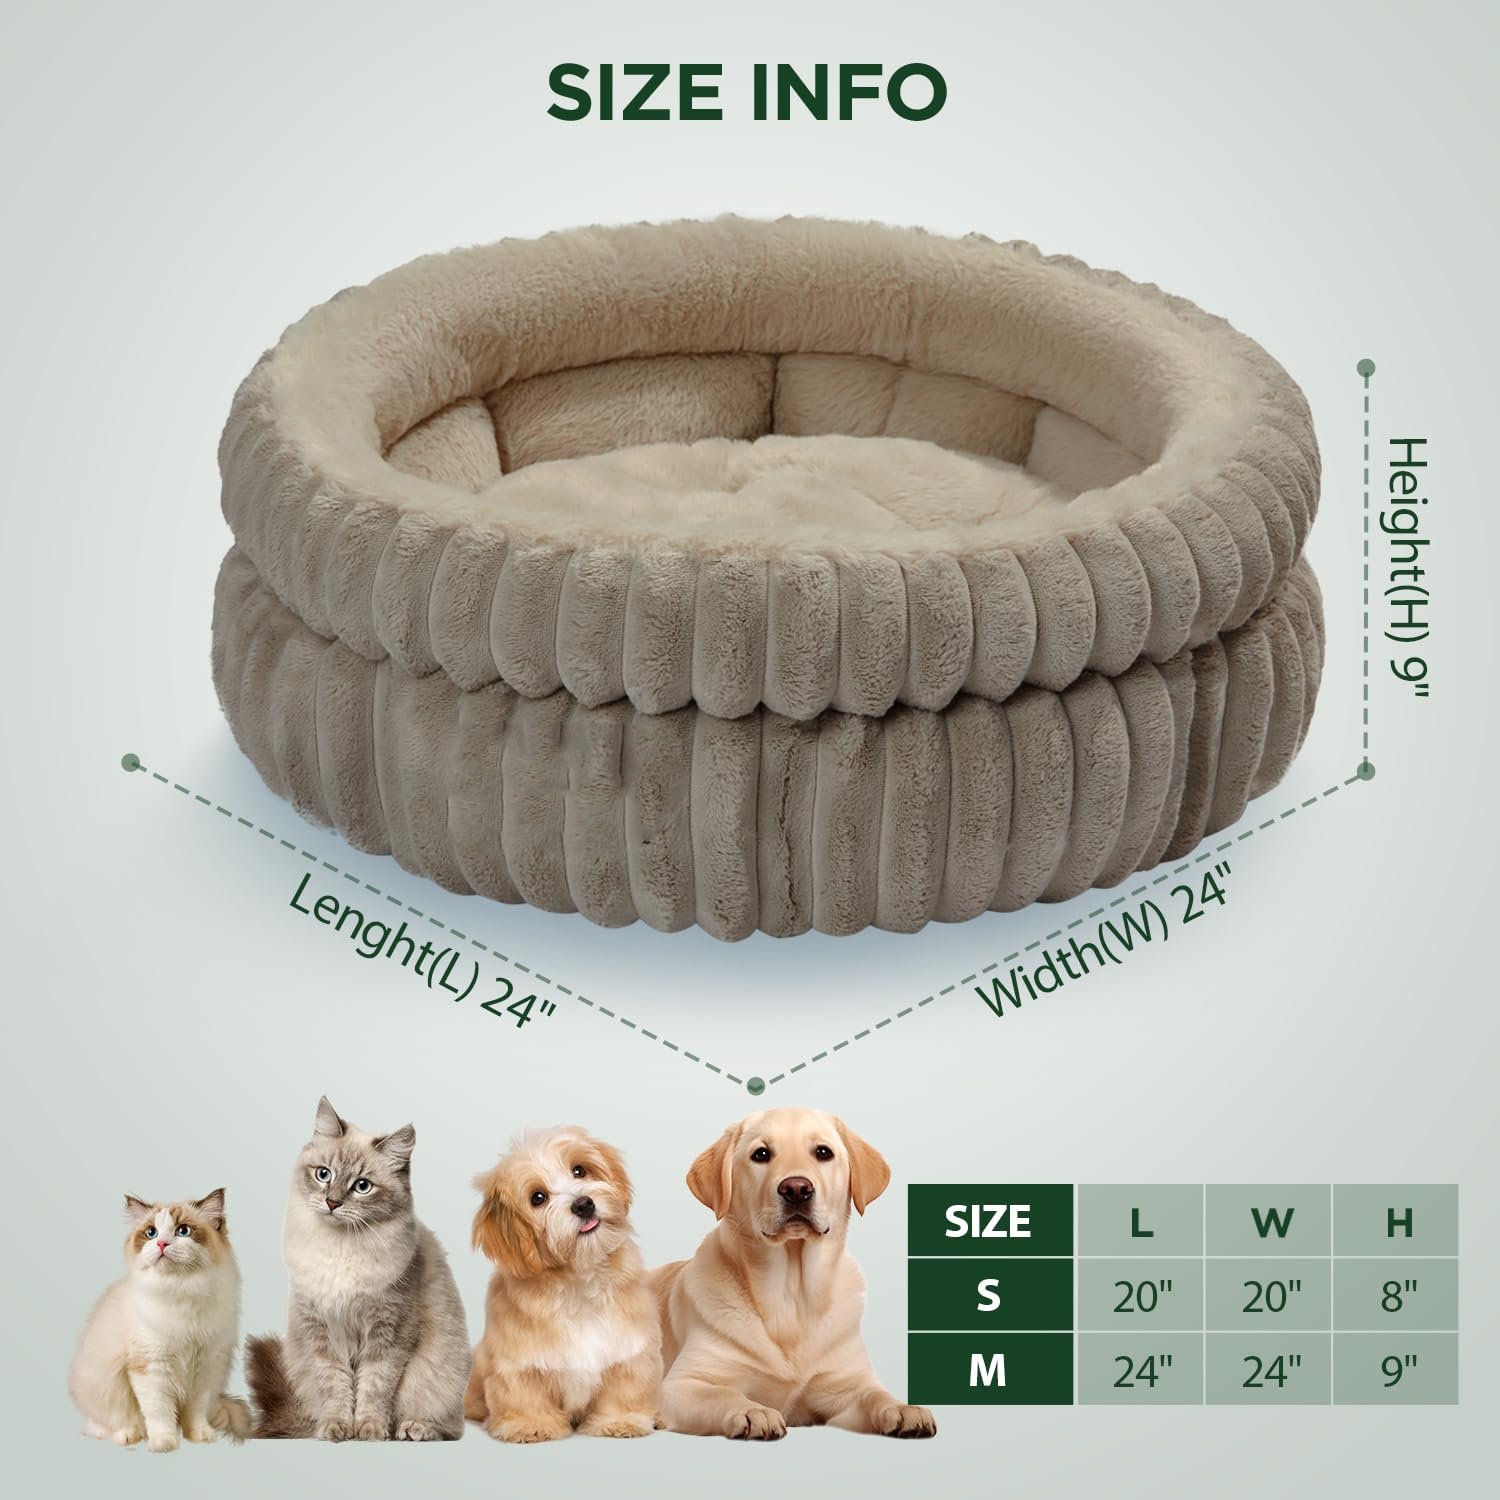 SIZE INFO
Height(H) 9"
Lenght(L) 24"
Width(W) 24"
SIZE L W H
S 20" 20" 8"
M 24" 24" 9"